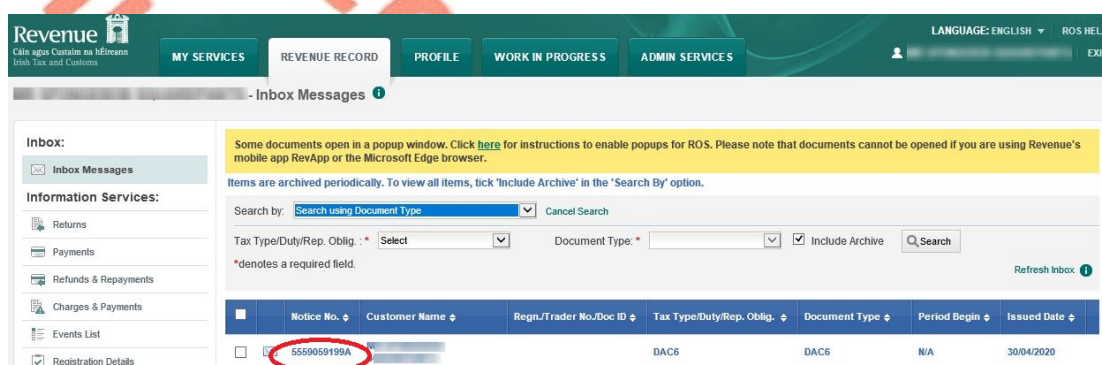 Revenue
Cáin agus Custaim na hÉireann
Irish Tax and Customs
MY SERVICES
REVENUE RECORD
PROFILE
WORK IN PROGRESS
ADMIN SERVICES
LANGUAGE: ENGLISH
ROS HEL
EXI
- Inbox Messages
Inbox:
Inbox Messages
Information Services:
Returns
Payments
Refunds & Repayments
Charges & Payments
Events List
Registration Details
Some documents open in a popup window. Click here for instructions to enable popups for ROS. Please note that documents cannot be opened if you are using Revenue's
mobile app RevApp or the Microsoft Edge browser.
Items are archived periodically. To view all items, tick 'Include Archive' in the 'Search By' option.
Search by: Search using Document Type Cancel Search
Tax Type/Duty/Rep. Oblig. : * Select Document Type: * Include Archive Search
*denotes a required field.
Refresh Inbox
Notice No. Customer Name Regn./Trader No./Doc ID Tax Type/Duty/Rep. Oblig. Document Type Period Begin Issued Date
5559059199A DAC6 DAC6 N/A 30/04/2020